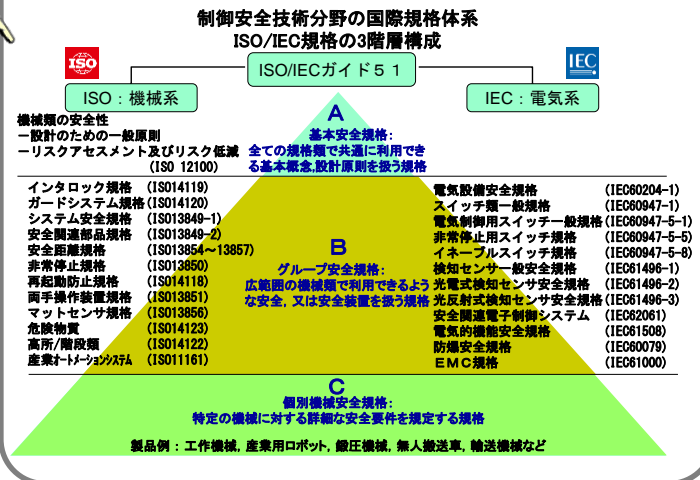 制御安全技術分野の国際規格体系
ISO/IEC規格の3階層構成
ISO
IEC
ISO/IECガイド５１
ISO：機械系
IEC：電気系
機械類の安全性
－設計のための一般原則
－リスクアセスメント及びリスク低減
(ISO 12100)
A
基本安全規格：
全ての規格類で共通に利用でき
る基本概念,設計原則を扱う規格
インタロック規格 (ISO14119)
ガードシステム規格(ISO14120)
システム安全規格(ISO13849-1)
安全関連部品規格 (ISO13849-2)
安全距離規格 (ISO13854～13857)
非常停止規格 (ISO13850)
再起動防止規格 (ISO14118)
両手操作装置規格 (ISO13851)
マットセンサ規格 (ISO13856)
危険物質 (ISO14123)
高所/階段類 (ISO14122)
産業オートメーションシステム (ISO11161)
B
グループ安全規格：
広範囲の機械類で利用できるよう
な安全，又は安全装置を扱う規格
電気設備安全規格 (IEC60204-1)
スイッチ類一般規格 (IEC60947-1)
電気制御用スイッチ一般規格(IEC60947-5-1)
非常停止用スイッチ規格 (IEC60947-5-5)
イネーブルスイッチ規格 (IEC60947-5-8)
検知センサ一般安全規格 (IEC61496-1)
光電式検知センサ安全規格 (IEC61496-2)
光反射式検知センサ安全規格(IEC61496-3)
安全関連電子制御システム (IEC62061)
電気的機能安全規格 (IEC61508)
防爆安全規格 (IEC60079)
ＥＭＣ規格 (IEC61000)
C
個別機械安全規格：
特定の機械に対する詳細な安全要件を規定する規格
製品例：工作機械，産業用ロボット，鍛圧機械，無人搬送車，輸送機械など